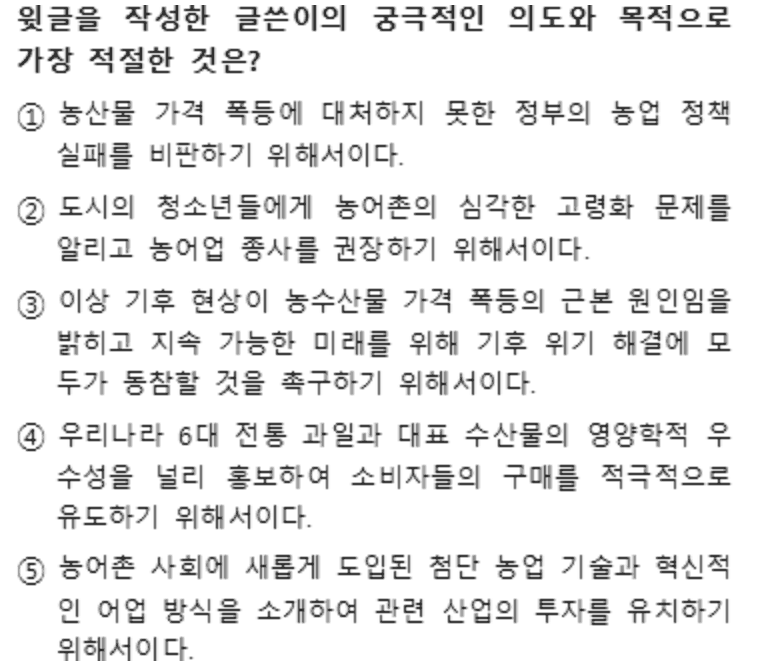 윗글을 작성한 글쓴이의 궁극적인 의도와 목적으로
가장 적절한 것은?
① 농산물 가격 폭등에 대처하지 못한 정부의 농업 정책
실패를 비판하기 위해서이다.
② 도시의 청소년들에게 농어촌의 심각한 고령화 문제를
알리고 농어업 종사를 권장하기 위해서이다.
③ 이상 기후 현상이 농수산물 가격 폭등의 근본 원인임을
밝히고 지속 가능한 미래를 위해 기후 위기 해결에 모
두가 동참할 것을 촉구하기 위해서이다.
④ 우리나라 6대 전통 과일과 대표 수산물의 영양학적 우
수성을 널리 홍보하여 소비자들의 구매를 적극적으로
유도하기 위해서이다.
⑤ 농어촌 사회에 새롭게 도입된 첨단 농업 기술과 혁신적
인 어업 방식을 소개하여 관련 산업의 투자를 유치하기
위해서이다.